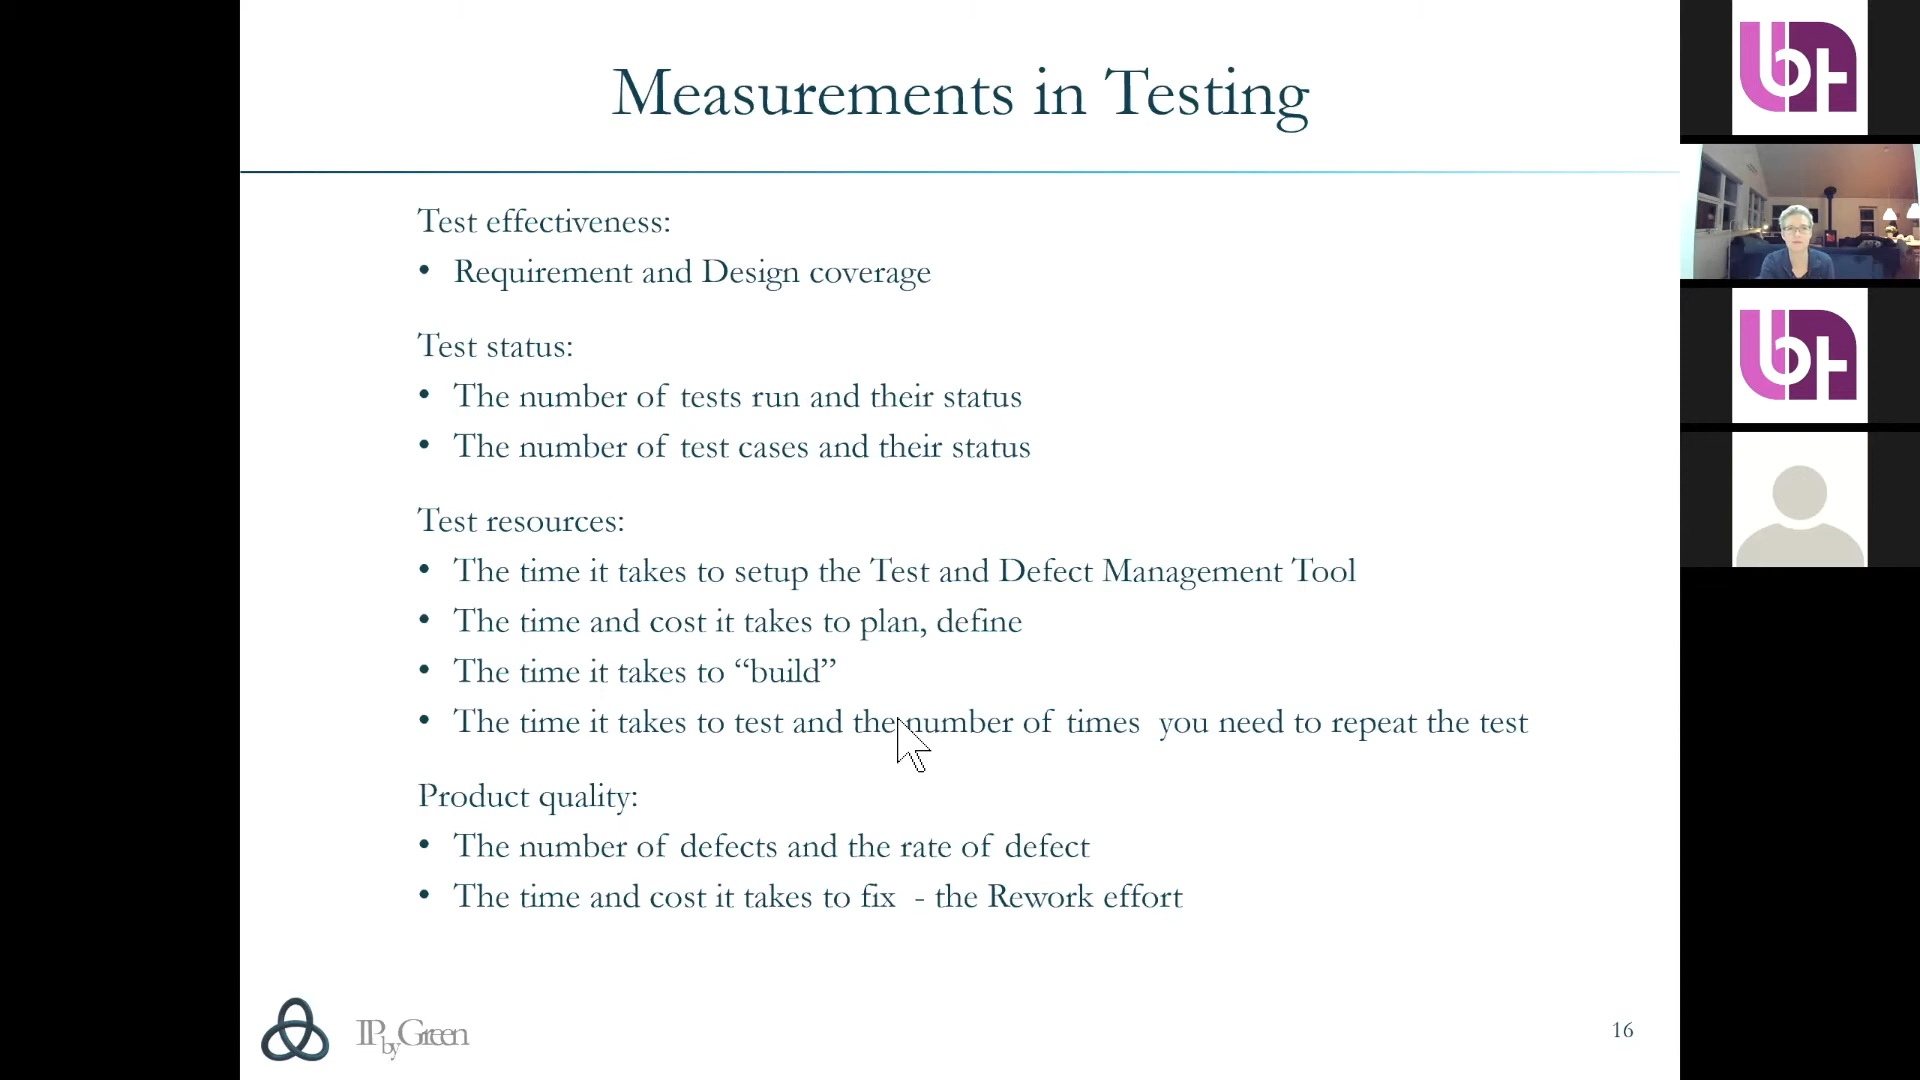 Measurements in Testing
Test effectiveness:
• Requirement and Design coverage
Test status:
• The number of tests run and their status
• The number of test cases and their status
Test resources:
• The time it takes to setup the Test and Defect Management Tool
• The time and cost it takes to plan, define
• The time it takes to “build”
• The time it takes to test and the number of times  you need to repeat the test
Product quality:
• The number of defects and the rate of defect
• The time and cost it takes to fix  - the Rework effort
IPbyGreen
16